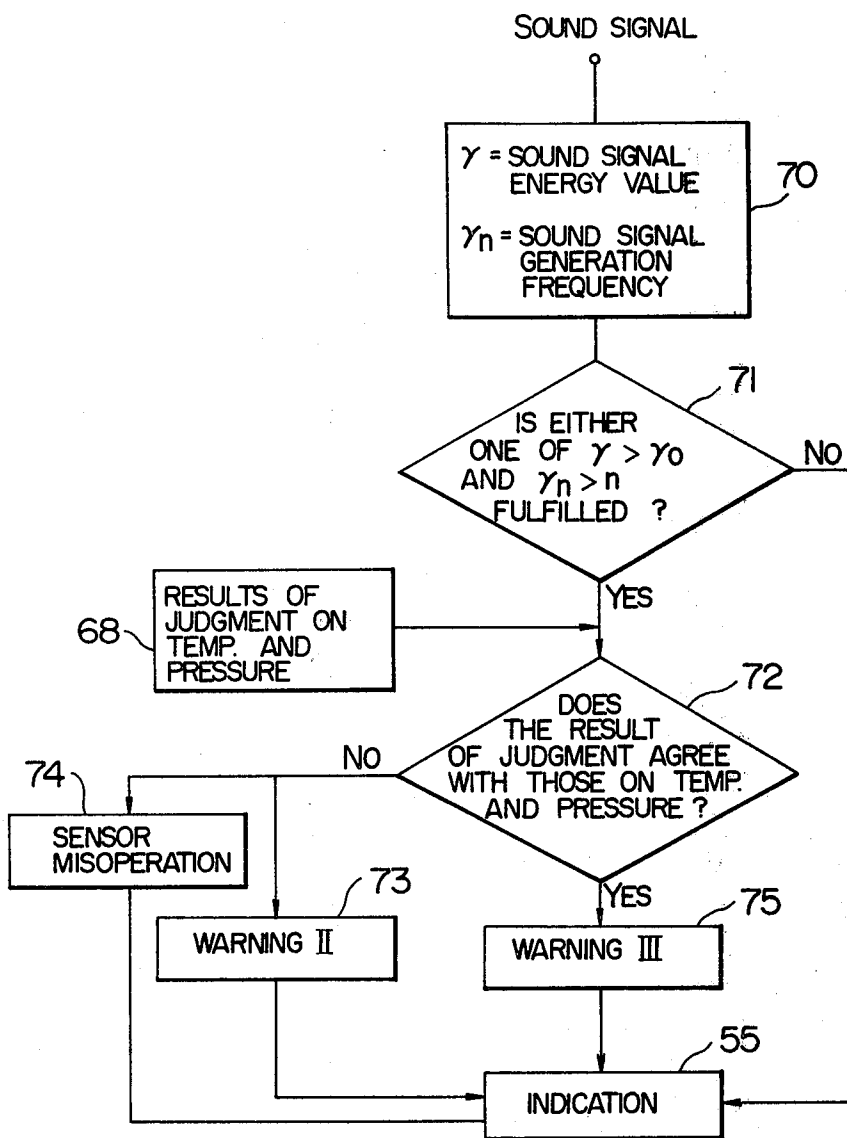 SOUND SIGNAL
γ = SOUND SIGNAL
ENERGY VALUE
γn = SOUND SIGNAL
GENERATION
FREQUENCY
70
71
IS EITHER
ONE OF γ > γo
AND γn > n
FULFILLED ?
NO
YES
RESULTS OF
JUDGMENT ON
TEMP. AND
PRESSURE
68
72
DOES
THE RESULT
OF JUDGMENT AGREE
WITH THOSE ON TEMP.
AND PRESSURE ?
NO
YES
74
SENSOR
MISOPERATION
73
WARNING II
75
WARNING III
55
INDICATION